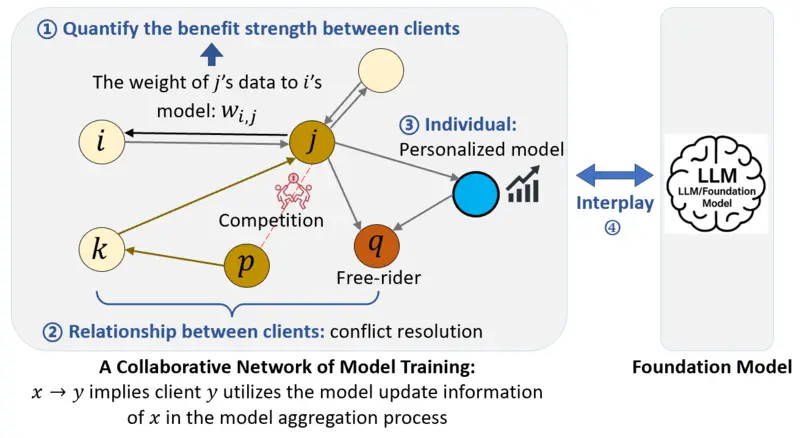 ① Quantify the benefit strength between clients
The weight of j's data to i's
model: w_{i,j}
i
j
③ Individual:
Personalized model
Competition
k
p
q
Free-rider
② Relationship between clients: conflict resolution
Interplay
④
LLM
LLM/Foundation
Model
A Collaborative Network of Model Training:
x → y implies client y utilizes the model update information
of x in the model aggregation process
Foundation Model